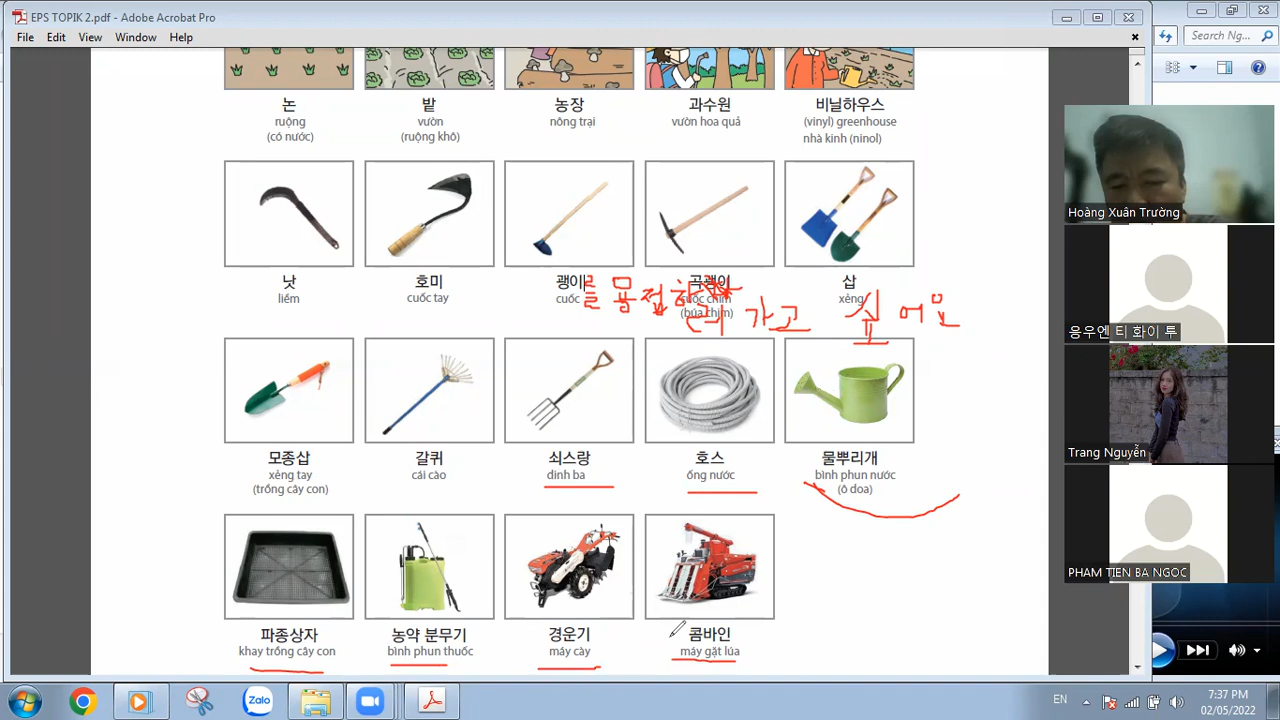 EPS TOPIK 2.pdf - Adobe Acrobat Pro
File Edit View Window Help
Search Ng...
논 밭 농장 과수원 비닐하우스
ruộng vườn nông trại vườn hoa quả (vinyl) greenhouse
(có nước) (ruộng khô) nhà kinh (ninol)
낫 호미 괭이 곡괭이 삽
liềm cuốc tay cuốc cuốc chim xẻng
(búa chim)
를 용접하
가고 싶어요
모종삽 갈퀴 쇠스랑 호스 물뿌리개
xẻng tay cái cào đinh ba ống nước bình phun nước
(trồng cây con) (ô doa)
파종상자 농약 분무기 경운기 콤바인
khay trồng cây con bình phun thuốc máy cày máy gặt lúa
Hoàng Xuân Trường
응우엔 티 화이 투
Trang Nguyễn
PHAM TIEN BA NGOC
Zalo
EN
7:37 PM
02/05/2022